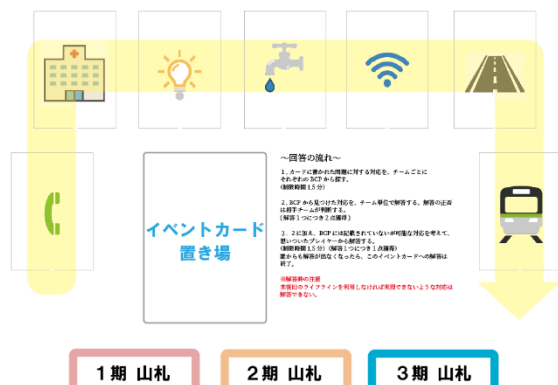 イベントカード
置き場
～回答の流れ～
1．カードに書かれた問題に対する対応を、チームごとに
それぞれの BCP から探す。
(制限時間 1.5 分)
2．BCP から見つけた対応を、チーム単位で解答する。解答の正否
は相手チームが判断する。
(解答 1 つにつき 2 点獲得)
3．2 に加え、BCP には記載されていないが可能な対応を考えて、
思いついたプレイヤーから解答する。
(制限時間 1.5 分) (解答 1 つにつき 1 点獲得)
誰からも解答が出なくなったら、このイベントカードへの解答は
終了。
※解答時の注意
未復旧のライフラインを利用しなければ実現できないような対応は
解答できない。
1期 山札
2期 山札
3期 山札